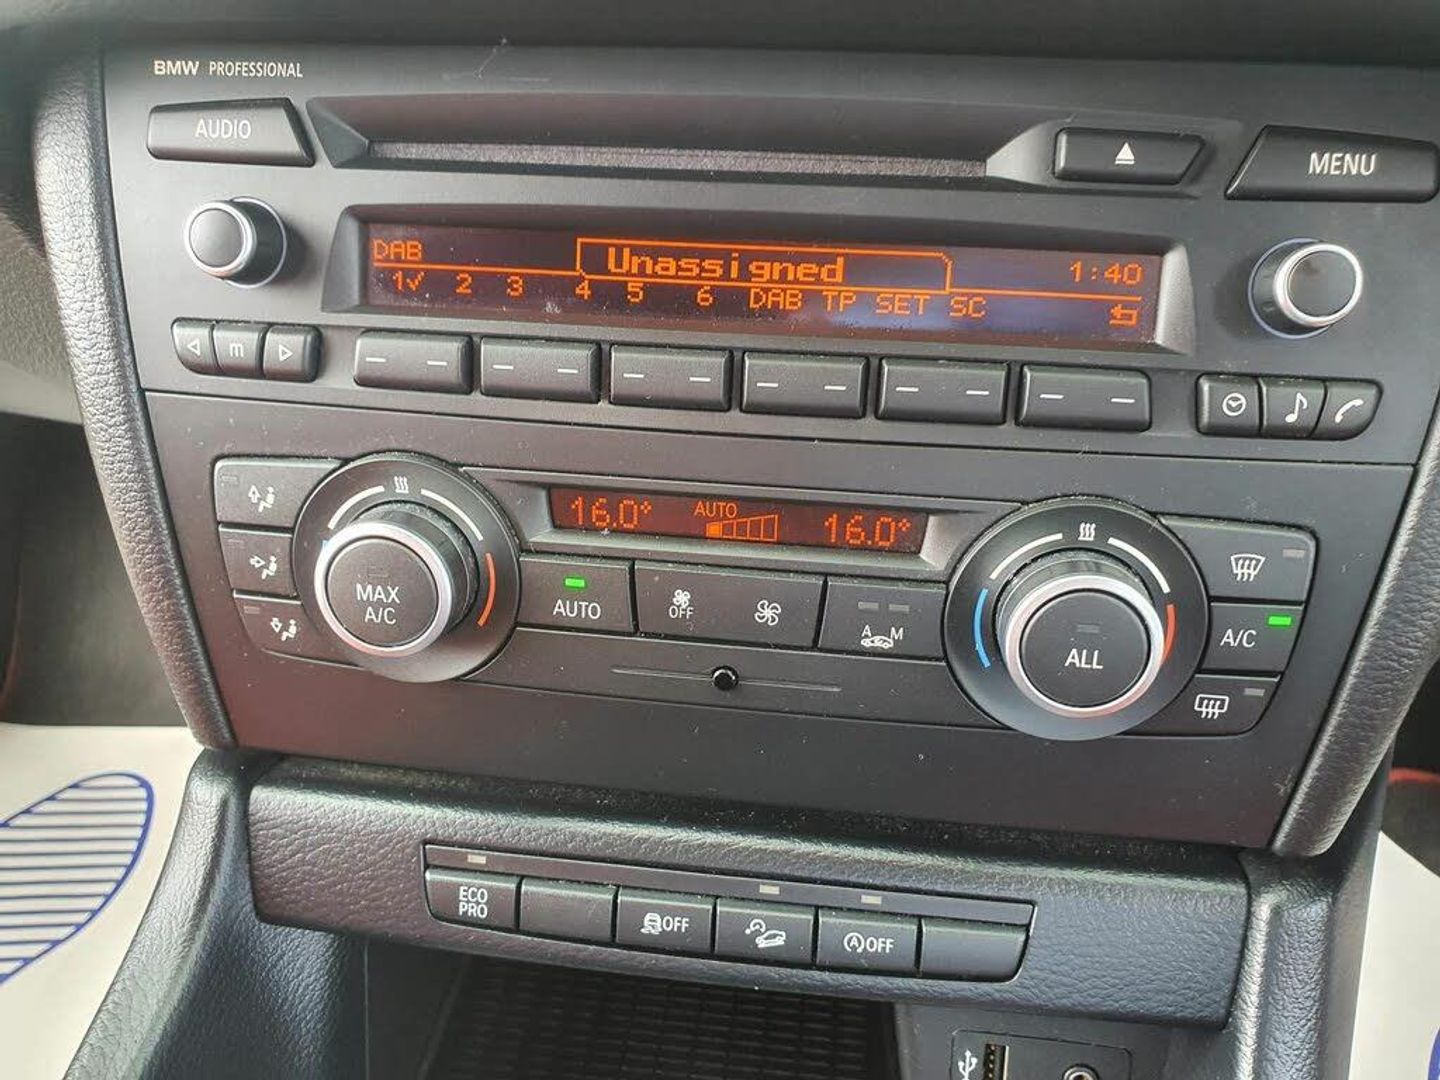 BMW PROFESSIONAL
AUDIO
MENU
DAB Unassigned 1:40
1✓ 2 3 4 5 6 DAB TP SET SC
m
16.0° AUTO 16.0°
MAX
A/C
AUTO
OFF
A M
ALL
A/C
ECO
PRO
OFF
(A) OFF